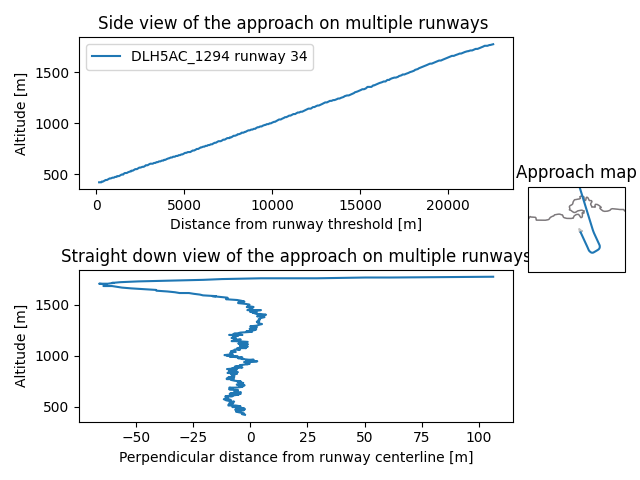 Side view of the approach on multiple runways
DLH5AC_1294 runway 34
Altitude [m]
1500
1000
500
0
5000
10000
15000
20000
Distance from runway threshold [m]
Approach map
Straight down view of the approach on multiple runways
Altitude [m]
1500
1000
500
−50
−25
0
25
50
75
100
Perpendicular distance from runway centerline [m]